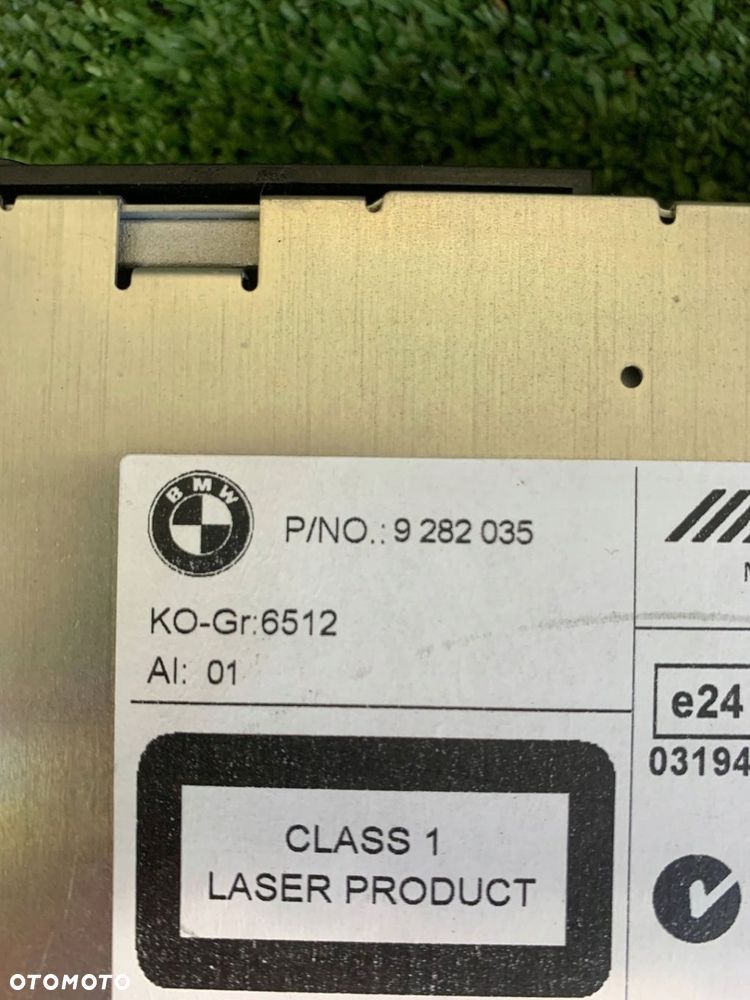 BMW
P/NO.: 9 282 035
KO-Gr:6512
AI: 01
e24
03194
CLASS 1
LASER PRODUCT
OTOMOTO